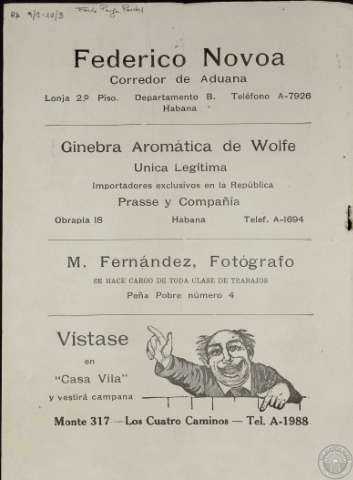 Federico Novoa
Corredor de Aduana
Lonja 2.º Piso. Departamento B. Teléfono A-7926
Habana
Ginebra Aromática de Wolfe
Unica Legítima
Importadores exclusivos en la República
Prasse y Compañía
Obrapía 18 Habana Telef. A-1694
M. Fernández, Fotógrafo
SE HACE CARGO DE TODA CLASE DE TRABAJOS
Peña Pobre número 4
Vístase
en
"Casa Vila"
y vestirá campana
Monte 317 —Los Cuatro Caminos— Tel. A-1988